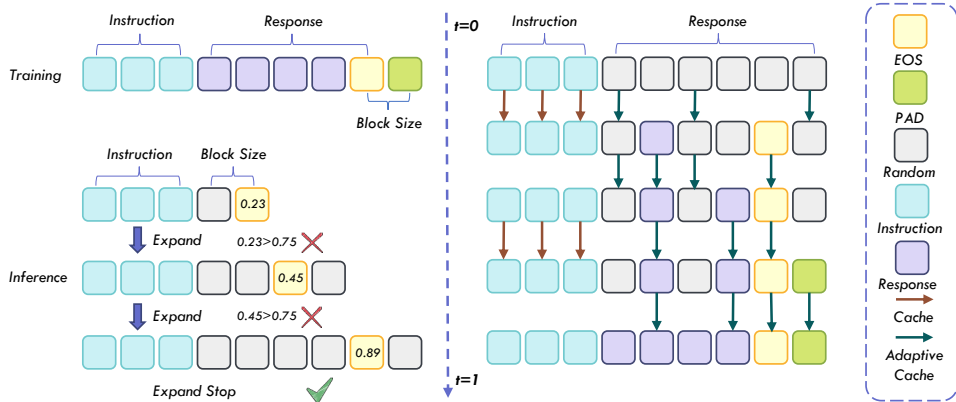 Instruction
Response
Training
Block Size
Instruction
Block Size
0.23
Expand
0.23>0.75
Inference
0.45
Expand
0.45>0.75
0.89
Expand Stop
t=0
t=1
Instruction
Response
EOS
PAD
Random
Instruction
Response
Cache
Adaptive
Cache